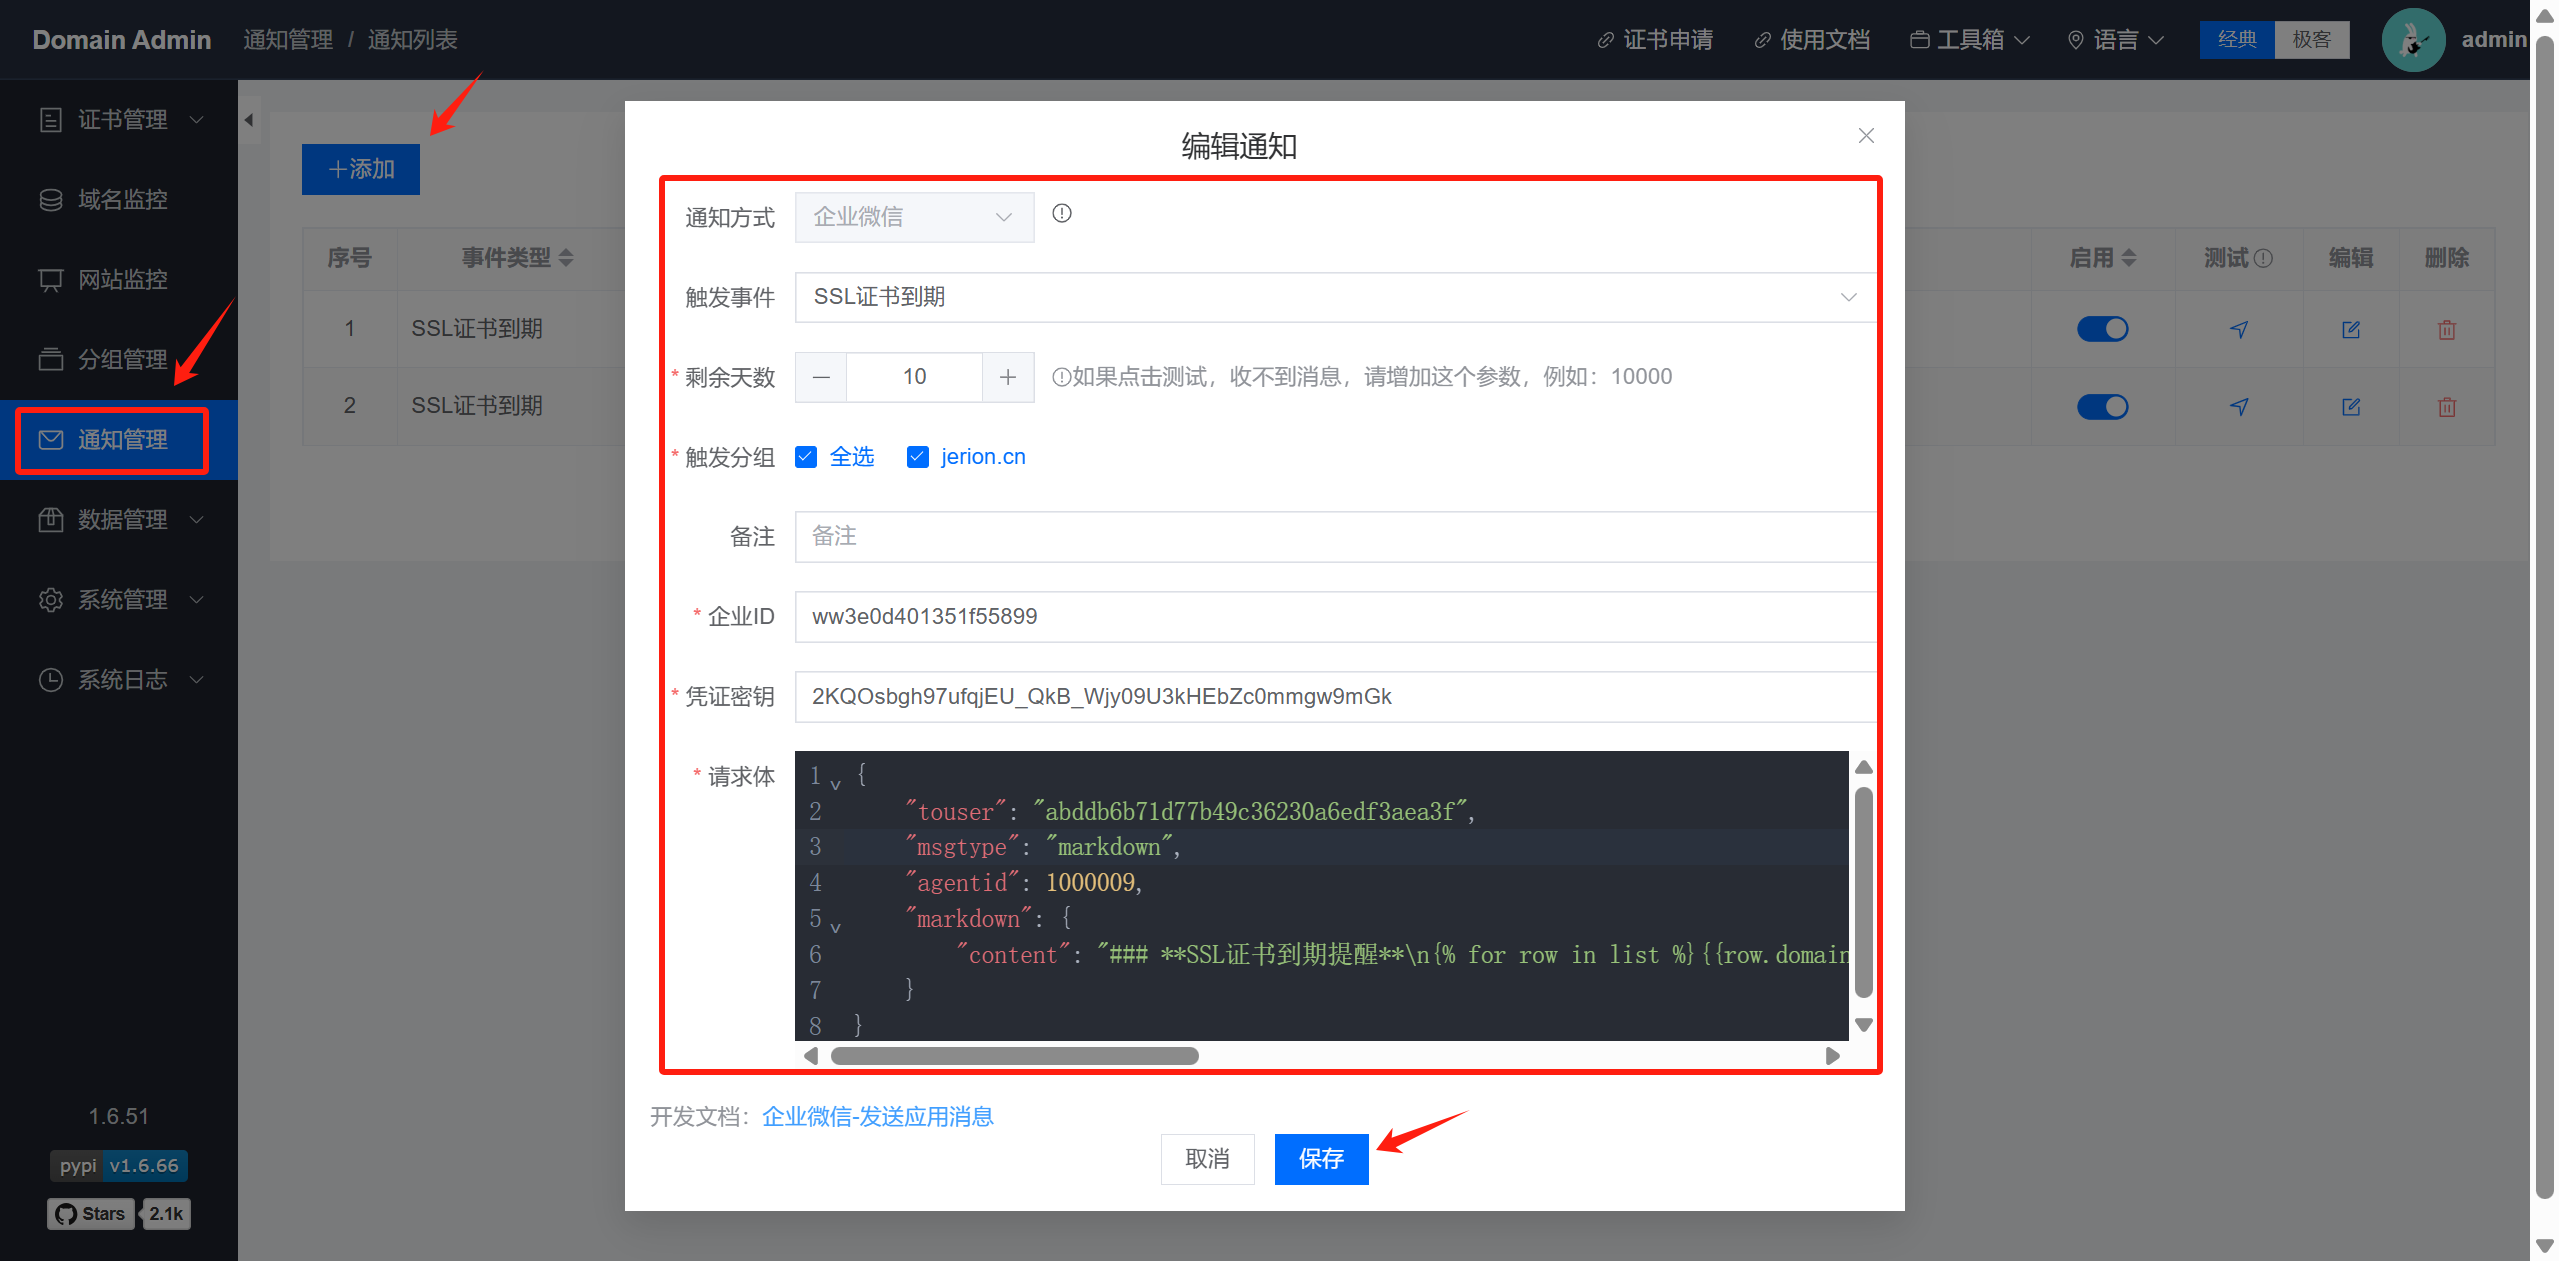 Domain Admin 通知管理 / 通知列表 证书申请 使用文档 工具箱 语言 经典 极客 admin
证书管理
域名监控
网站监控
分组管理
通知管理
数据管理
系统管理
系统日志
1.6.51
pypi v1.6.66
Stars 2.1k
+添加
序号 事件类型 启用 测试 编辑 删除
1 SSL证书到期
2 SSL证书到期
编辑通知
通知方式 企业微信
触发事件 SSL证书到期
* 剩余天数 — 10 + 如果点击测试，收不到消息，请增加这个参数，例如：10000
* 触发分组 全选 jerion.cn
备注 备注
* 企业ID ww3e0d401351f55899
* 凭证密钥 2KQOsbgh97ufqjEU_QkB_Wjy09U3kHEbZc0mmgw9mGk
* 请求体
1 {
2 "touser": "abddb6b71d77b49c36230a6edf3aea3f",
3 "msgtype": "markdown",
4 "agentid": 1000009,
5 "markdown": {
6 "content": "### **SSL证书到期提醒**\n{% for row in list %}{{row.domain
7 }
8 }
开发文档：企业微信-发送应用消息
取消 保存